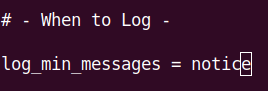 # - When to Log -
log_min_messages = notice